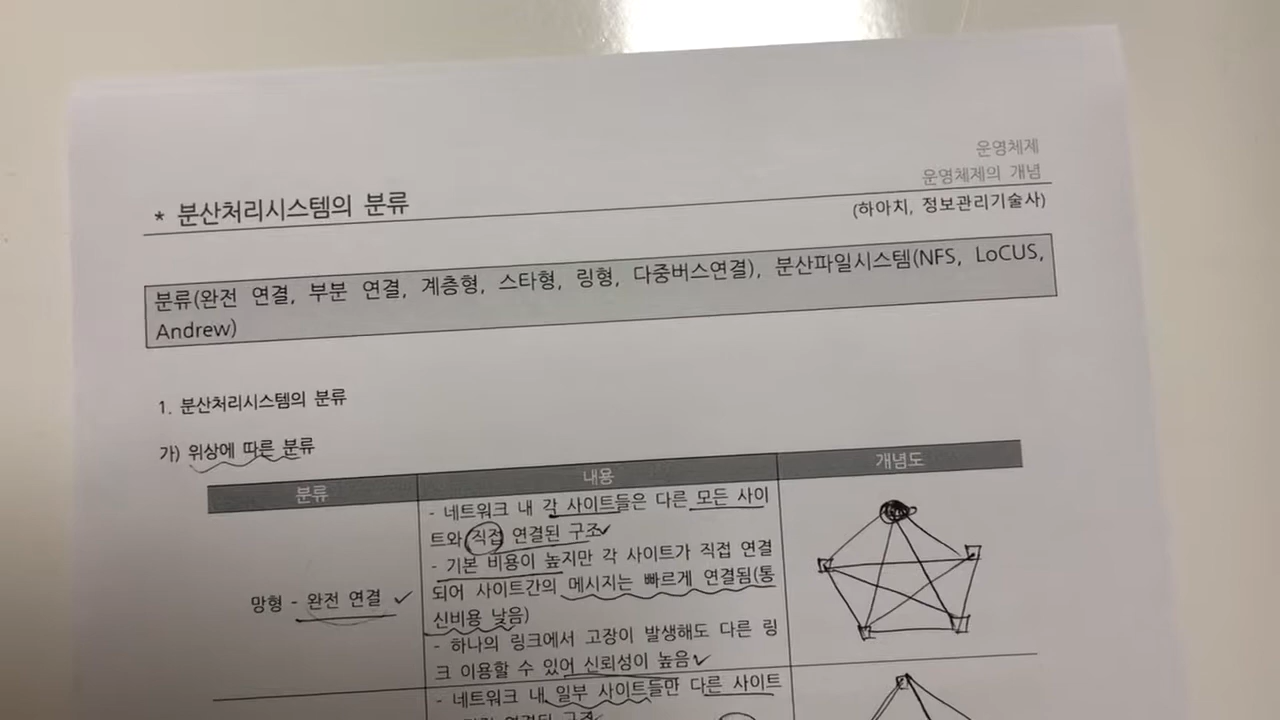 운영체제
운영체제의 개념
* 분산처리시스템의 분류
(하아치, 정보관리기술사)
분류(완전 연결, 부분 연결, 계층형, 스타형, 링형, 다중버스연결), 분산파일시스템(NFS, LoCUS,
Andrew)
1. 분산처리시스템의 분류
가) 위상에 따른 분류
분류
내용
개념도
망형 - 완전 연결
- 네트워크 내 각 사이트들은 다른 모든 사이
트와 직접 연결된 구조
- 기본 비용이 높지만 각 사이트가 직접 연결
되어 사이트간의 메시지는 빠르게 연결됨(통
신비용 낮음)
- 하나의 링크에서 고장이 발생해도 다른 링
크 이용할 수 있어 신뢰성이 높음
- 네트워크 내 일부 사이트들만 다른 사이트
연결된 구조